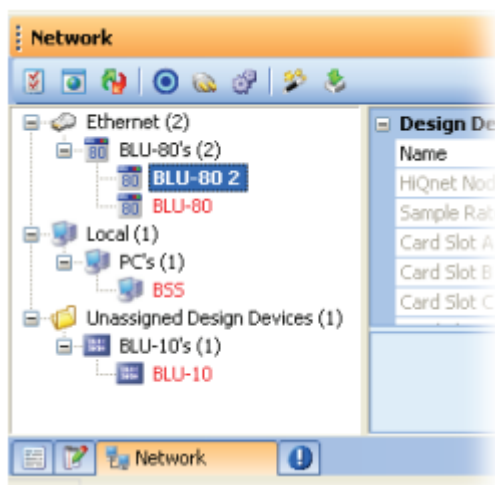 Network
Ethernet (2)
BLU-80's (2)
BLU-80 2
BLU-80
Local (1)
PC's (1)
BSS
Unassigned Design Devices (1)
BLU-10's (1)
BLU-10
Design De
Name
HiQnet Nod
Sample Rat
Card Slot A
Card Slot B
Card Slot C
Network